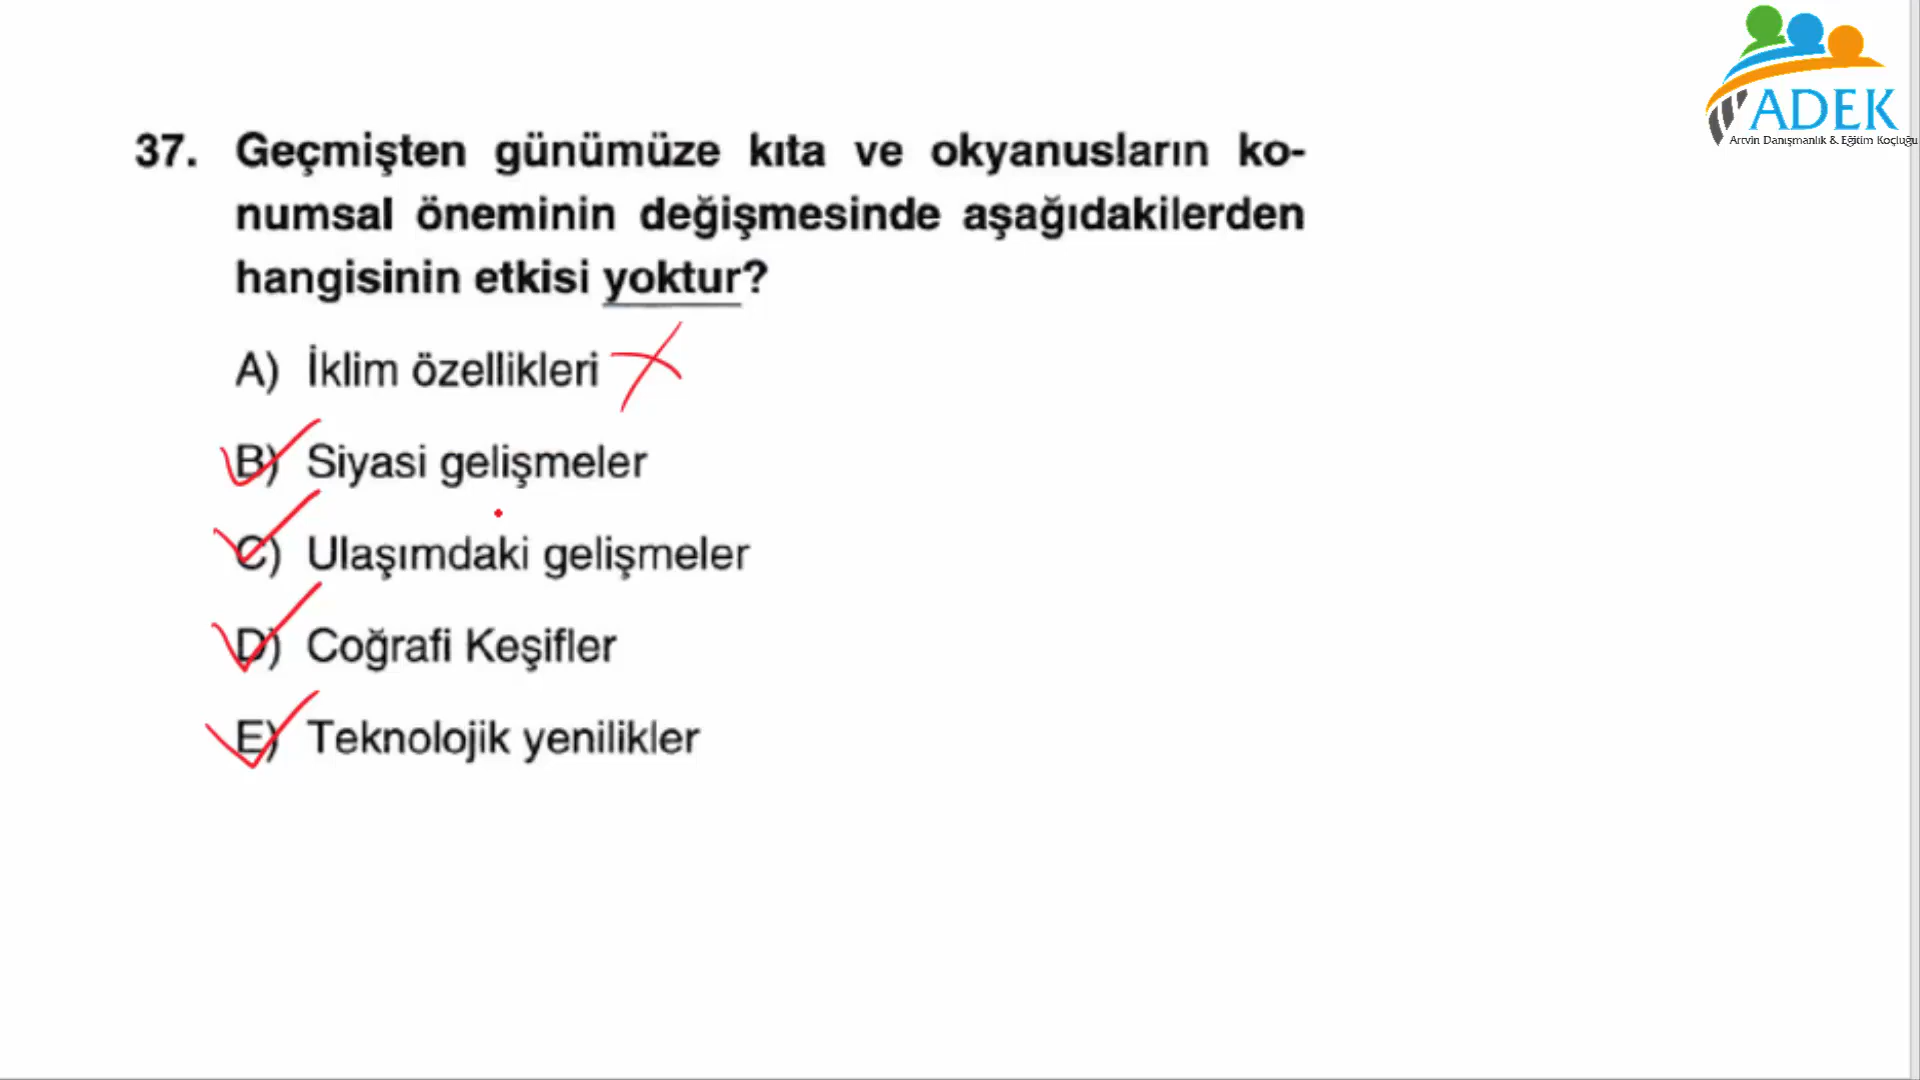 ADEK
Artvin Danışmanlık & Eğitim Koçluğu
37. Geçmişten günümüze kıta ve okyanusların ko-
numsal öneminin değişmesinde aşağıdakilerden
hangisinin etkisi yoktur?
A) İklim özellikleri
B) Siyasi gelişmeler
C) Ulaşımdaki gelişmeler
D) Coğrafi Keşifler
E) Teknolojik yenilikler